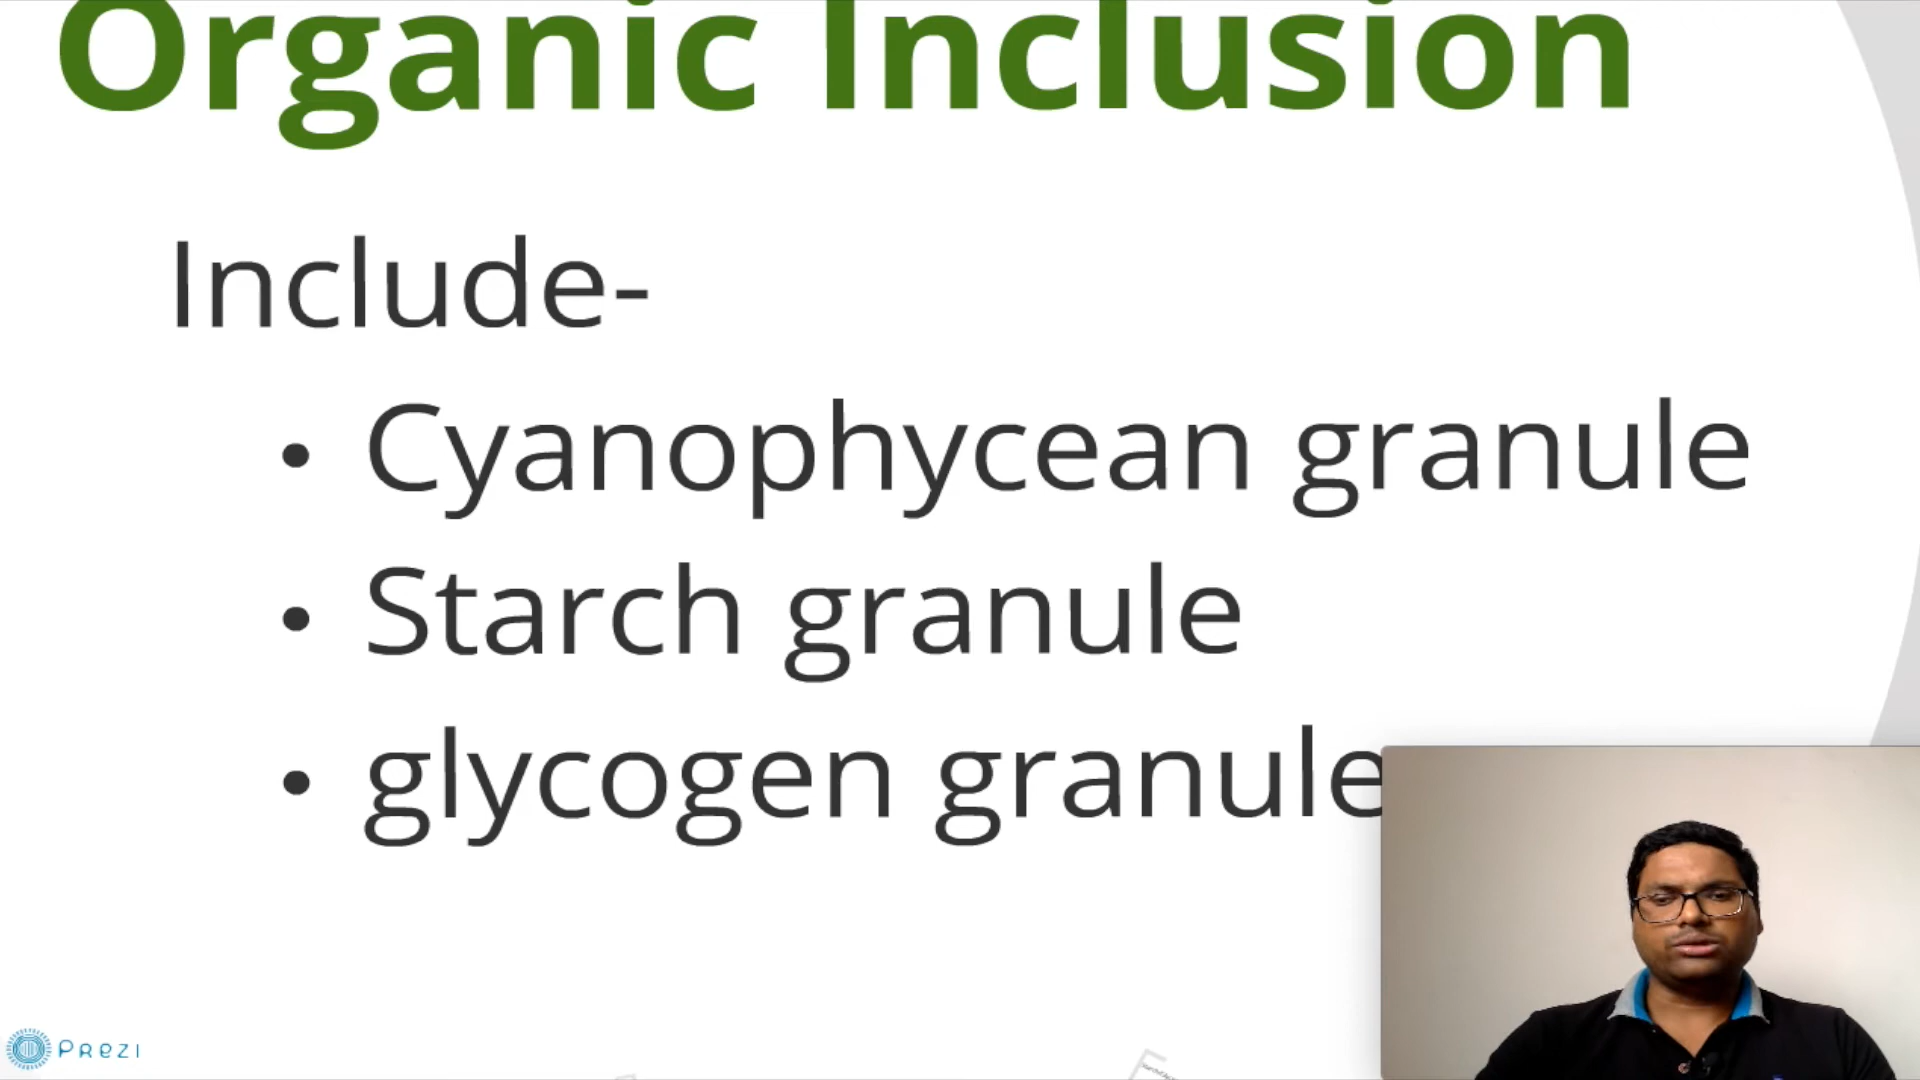 Organic Inclusion
Include-
• Cyanophycean granule
• Starch granule
• glycogen granule
Prezi